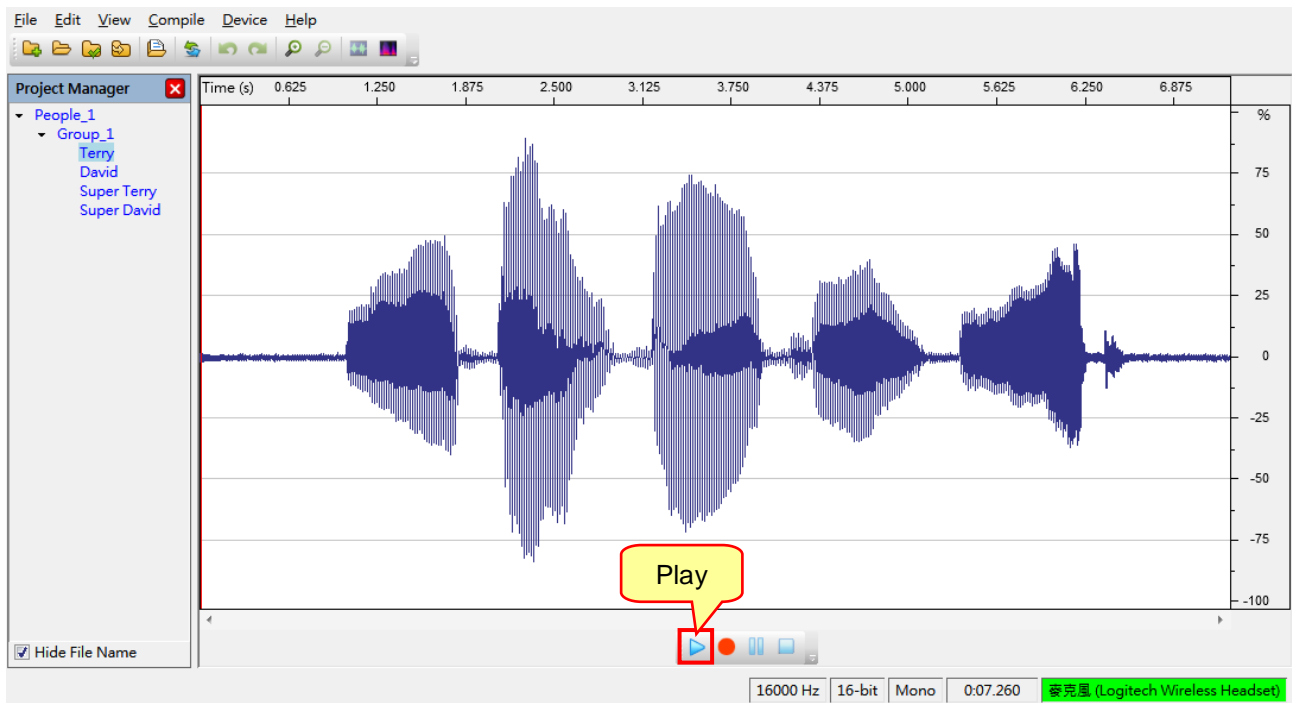 File Edit View Compile Device Help
Project Manager
People_1
Group_1
Terry
David
Super Terry
Super David
Hide File Name
Time (s) 0.625 1.250 1.875 2.500 3.125 3.750 4.375 5.000 5.625 6.250 6.875
%
75
50
25
0
-25
-50
-75
-100
Play
16000 Hz 16-bit Mono 0:07.260 麥克風 (Logitech Wireless Headset)